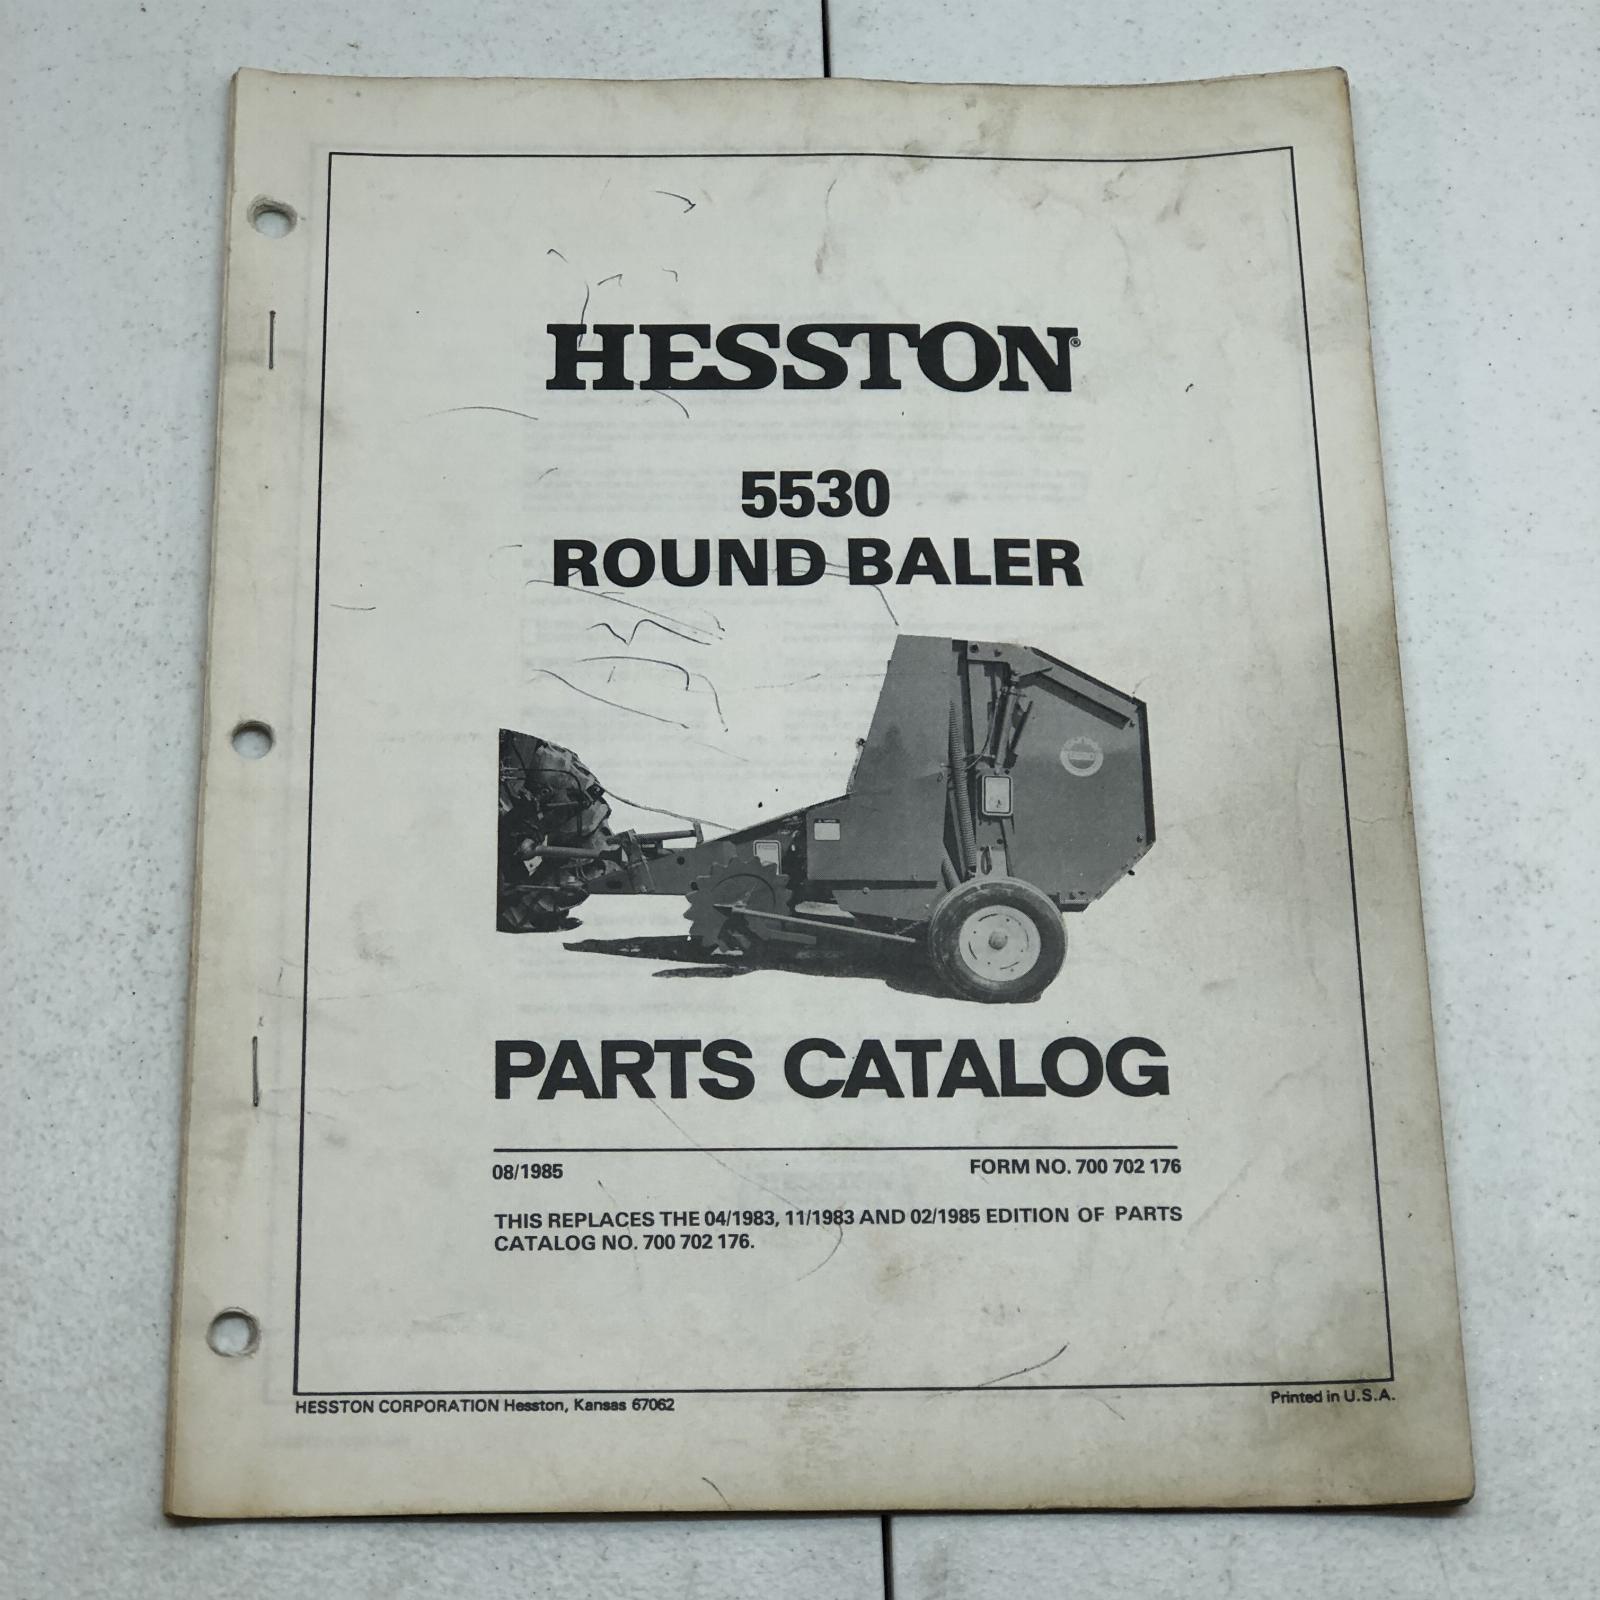 HESSTON®
5530
ROUND BALER
PARTS CATALOG
08/1985 FORM NO. 700 702 176
THIS REPLACES THE 04/1983, 11/1983 AND 02/1985 EDITION OF PARTS
CATALOG NO. 700 702 176.
HESSTON CORPORATION Hesston, Kansas 67062 Printed in U.S.A.